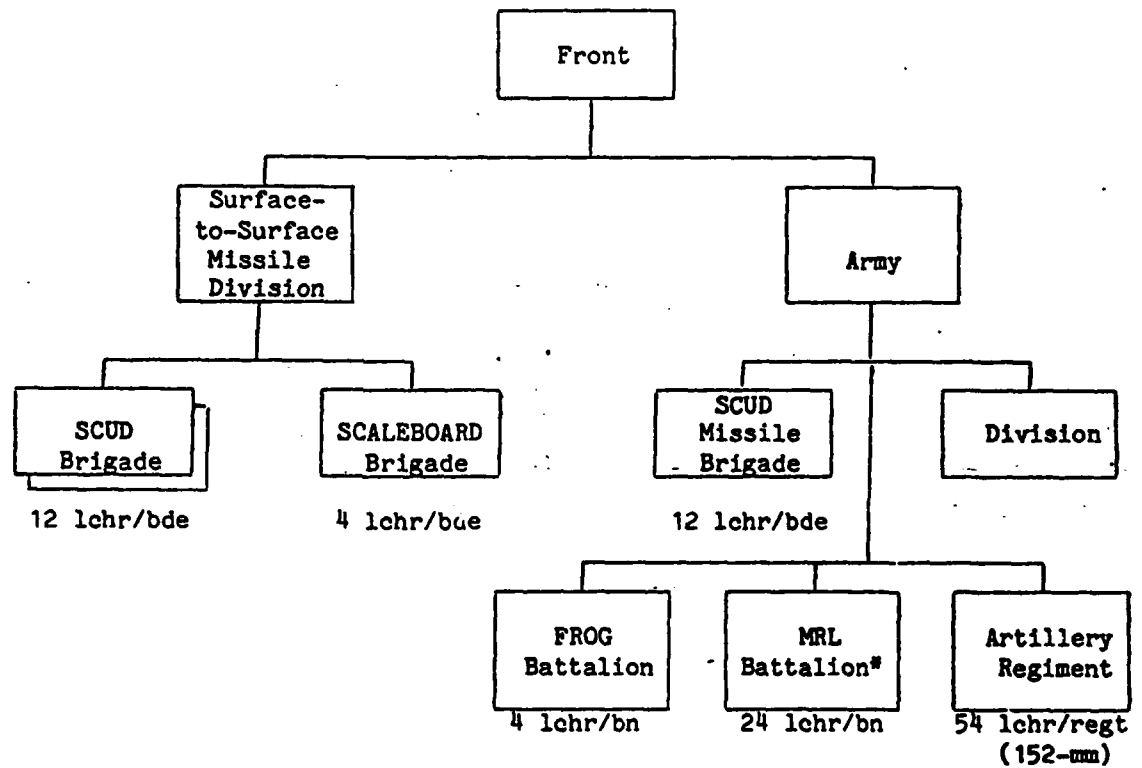 Front
Surface-
to-Surface
Missile
Division
Army
SCUD
Brigade
12 lchr/bde
SCALEBOARD
Brigade
4 lchr/bde
SCUD
Missile
Brigade
12 lchr/bde
Division
FROG
Battalion
4 lchr/bn
MRL
Battalion*
24 lchr/bn
Artillery
Regiment
54 lchr/regt
(152-mm)